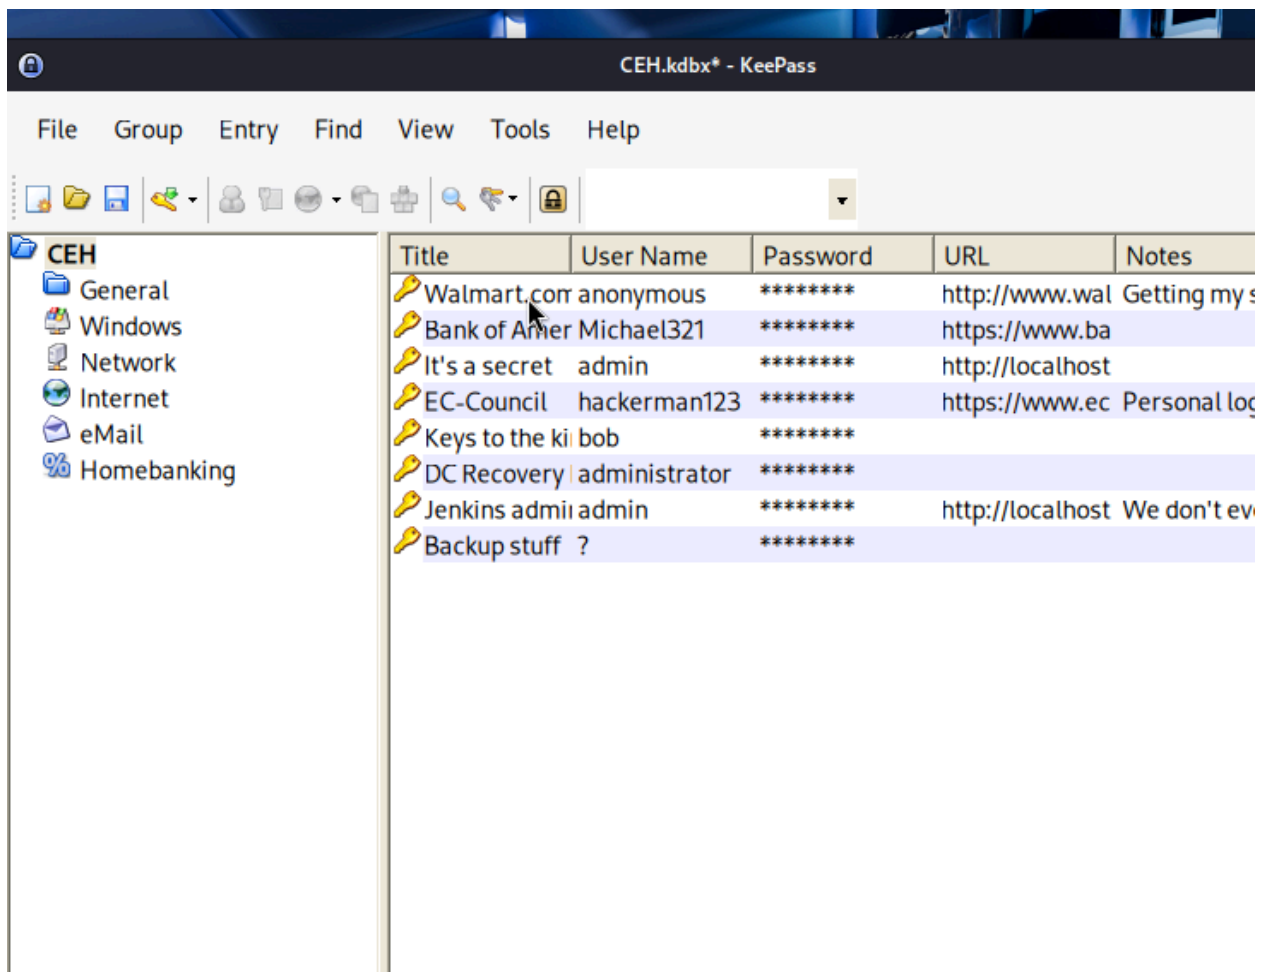 CEH.kdbx* - KeePass
File Group Entry Find View Tools Help
CEH
General
Windows
Network
Internet
eMail
Homebanking
Title User Name Password URL Notes
Walmart.com anonymous ******** http://www.wal Getting my s
Bank of Amer Michael321 ******** https://www.ba
It's a secret admin ******** http://localhost
EC-Council hackerman123 ******** https://www.ec Personal log
Keys to the ki bob ********
DC Recovery administrator ********
Jenkins admi admin ******** http://localhost We don't ev
Backup stuff ? ********